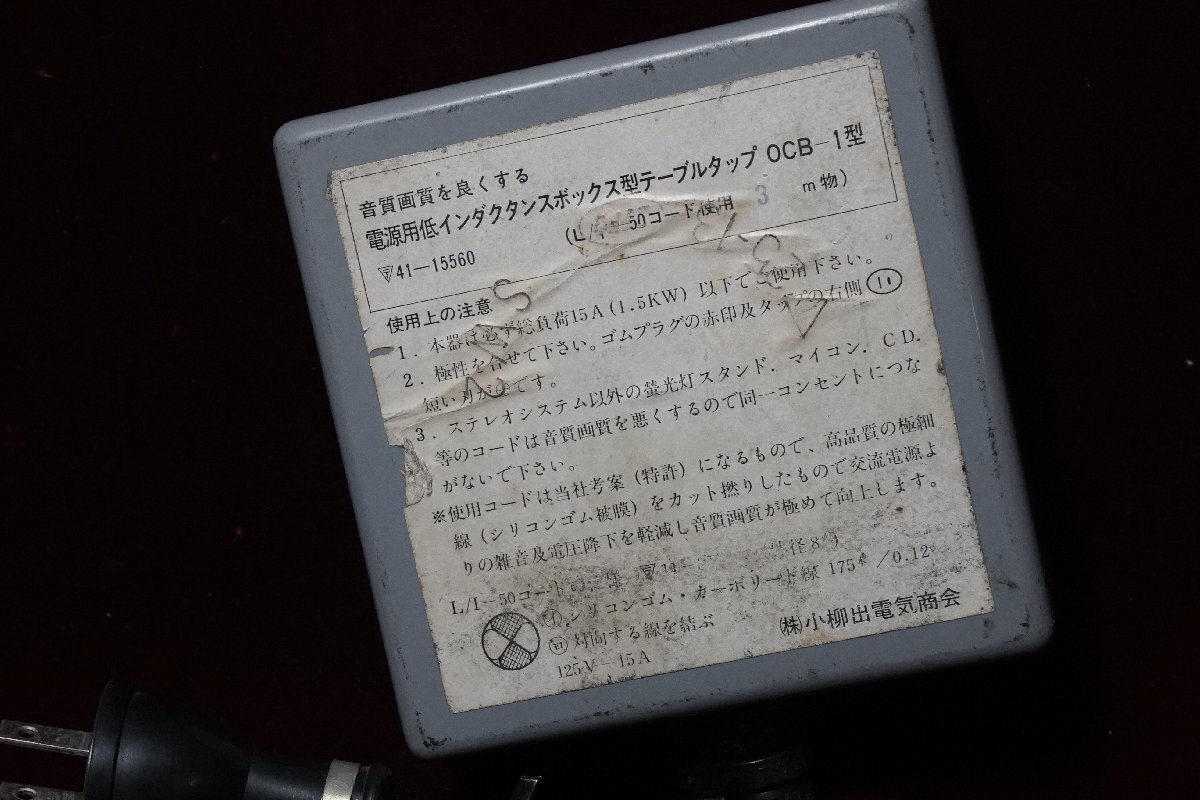 音質画質を良くする
電源用低インダクタンスボックス型テーブルタップ OCB-1型
(L/I-50コード使用 3 m物)
41-15560
使用上の注意
1. 本器は必ず総負荷15A(1.5KW)以下でご使用下さい。
2. 極性を合せて下さい。ゴムプラグの赤印及タップの右側
短い刃が です。
3. ステレオシステム以外の螢光灯スタンド. マイコン. CD.
等のコードは音質画質を悪くするので同一コンセントにつな
がないで下さい。
※使用コードは当社考案(特許)になるもので、高品質の極細
線(シリコンゴム被膜)をカット撚りしたもので交流電源よ
りの雑音及電圧降下を軽減し音質画質が極めて向上します。
L/I-50コード
シリコンゴム・カーボリード線 175 /0.12
対向する線を結ぶ
125V-15A
㈱小柳出電気商会